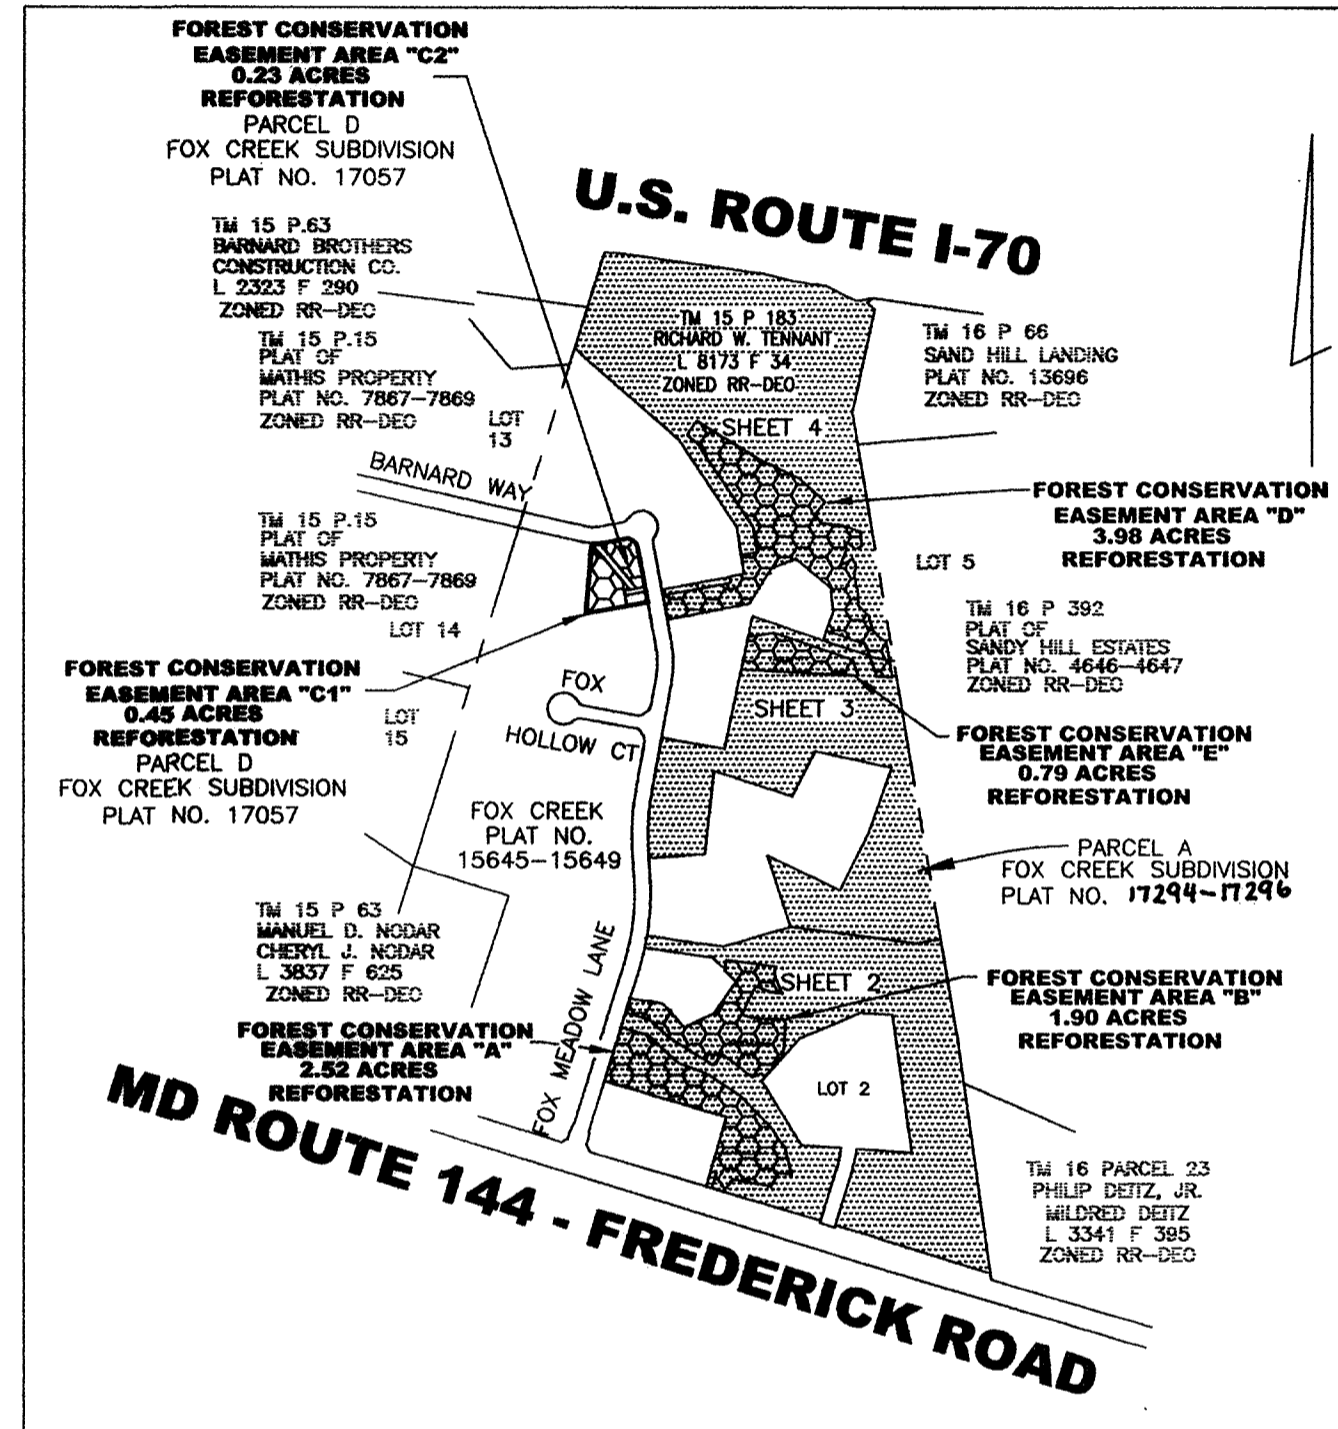 FOREST CONSERVATION
EASEMENT AREA "C2"
0.23 ACRES
REFORESTATION
PARCEL D
FOX CREEK SUBDIVISION
PLAT NO. 17057
U.S. ROUTE I-70
TM 15 P.63
BARNARD BROTHERS
CONSTRUCTION CO.
L 2323 F 290
ZONED RR-DEO
TM 15 P 183
RICHARD W. TENNANT
L 8173 F 34
ZONED RR-DEO
TM 16 P 66
SAND HILL LANDING
PLAT NO. 13696
ZONED RR-DEO
TM 15 P.15
PLAT OF
MATHIS PROPERTY
PLAT NO. 7867-7869
ZONED RR-DEO
LOT
13
SHEET 4
BARNARD WAY
FOREST CONSERVATION
EASEMENT AREA "D"
3.98 ACRES
REFORESTATION
TM 15 P.15
PLAT OF
MATHIS PROPERTY
PLAT NO. 7867-7869
ZONED RR-DEO
LOT 14
LOT 5
TM 16 P 392
PLAT OF
SANDY HILL ESTATES
PLAT NO. 4646-4647
ZONED RR-DEO
FOREST CONSERVATION
EASEMENT AREA "C1"
0.45 ACRES
REFORESTATION
PARCEL D
FOX CREEK SUBDIVISION
PLAT NO. 17057
LOT
15
FOX
HOLLOW CT
SHEET 3
FOREST CONSERVATION
EASEMENT AREA "E"
0.79 ACRES
REFORESTATION
FOX CREEK
PLAT NO.
15645-15649
PARCEL A
FOX CREEK SUBDIVISION
PLAT NO. 17294-17296
TM 15 P 63
MANUEL D. NODAR
CHERYL J. NODAR
L 3837 F 625
ZONED RR-DEO
FOX MEADOW LANE
SHEET 2
FOREST CONSERVATION
EASEMENT AREA "B"
1.90 ACRES
REFORESTATION
FOREST CONSERVATION
EASEMENT AREA "A"
2.52 ACRES
REFORESTATION
LOT 2
MD ROUTE 144 - FREDERICK ROAD
TM 16 PARCEL 23
PHILIP DEITZ, JR.
MILDRED DEITZ
L 3341 F 395
ZONED RR-DEO